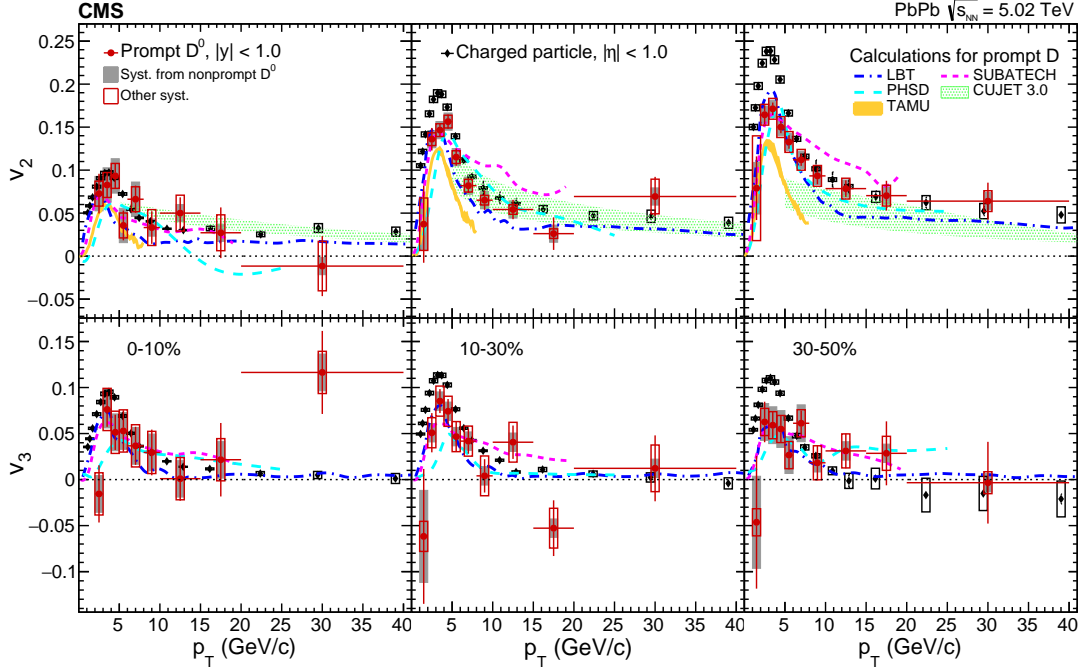 CMS
PbPb √s_NN = 5.02 TeV
Prompt D⁰, |y| < 1.0
Syst. from nonprompt D⁰
Other syst.
Charged particle, |η| < 1.0
Calculations for prompt D
LBT SUBATECH
PHSD CUJET 3.0
TAMU
v₂
0.25
0.2
0.15
0.1
0.05
0
−0.05
0-10% 10-30% 30-50%
v₃
0.15
0.1
0.05
0
−0.05
−0.1
5 10 15 20 25 30 35 40 5 10 15 20 25 30 35 40 5 10 15 20 25 30 35 40
p_T (GeV/c) p_T (GeV/c) p_T (GeV/c)